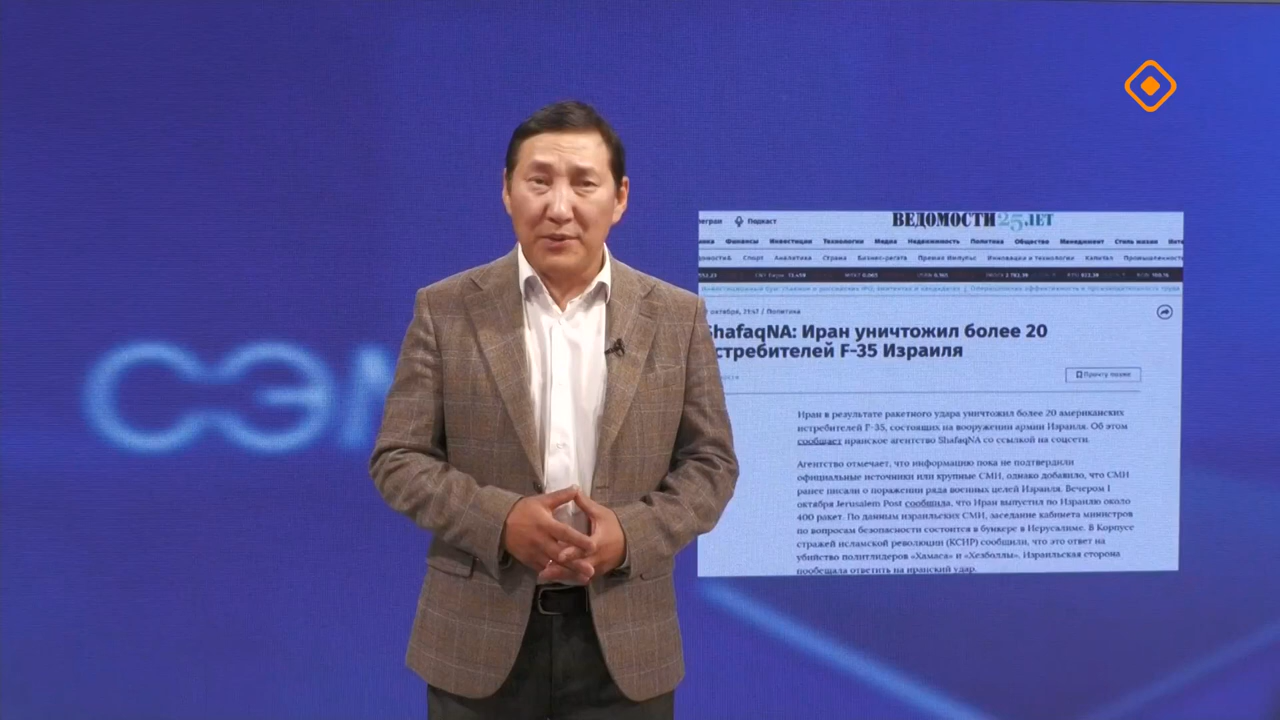 СЭ
ВЕДОМОСТИ 25 ЛЕТ
Подкаст
Финансы Инвестиции Технологии Медиа Недвижимость Политика Общество Менеджмент Стиль жизни
Спорт Аналитика Страна Бизнес-регата Премия Импульс Инновации и технологии Капитал
октября, 21:47 / Политика
ShafaqNA: Иран уничтожил более 20
стребителей F-35 Израиля
Прочту позже
Иран в результате ракетного удара уничтожил более 20 американских
истребителей F-35, состоящих на вооружении армии Израиля. Об этом
сообщает иранское агентство ShafaqNA со ссылкой на соцсети.
Агентство отмечает, что информацию пока не подтвердили
официальные источники или крупные СМИ, однако добавило, что СМИ
ранее писали о поражении ряда военных целей Израиля. Вечером 1
октября Jerusalem Post сообщила, что Иран выпустил по Израилю около
400 ракет. По данным израильских СМИ, заседание кабинета министров
по вопросам безопасности состоится в бункере в Иерусалиме. В Корпусе
стражей исламской революции (КСИР) сообщили, что это ответ на
убийство политлидеров «Хамаса» и «Хезболлы». Израильская сторона
пообещала ответить на иранский удар.